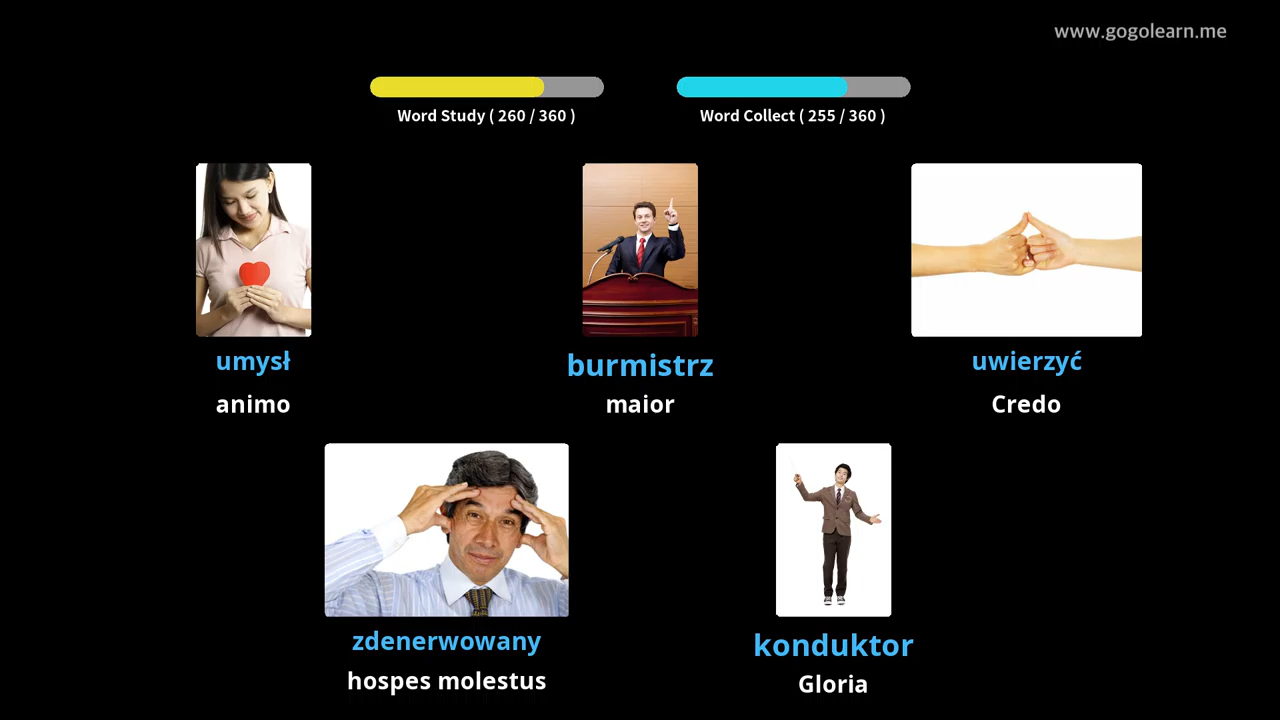 www.gogolearn.me
Word Study ( 260 / 360 )
Word Collect ( 255 / 360 )
umysł
burmistrz
uwierzyć
animo
maior
Credo
zdenerwowany
konduktor
hospes molestus
Gloria